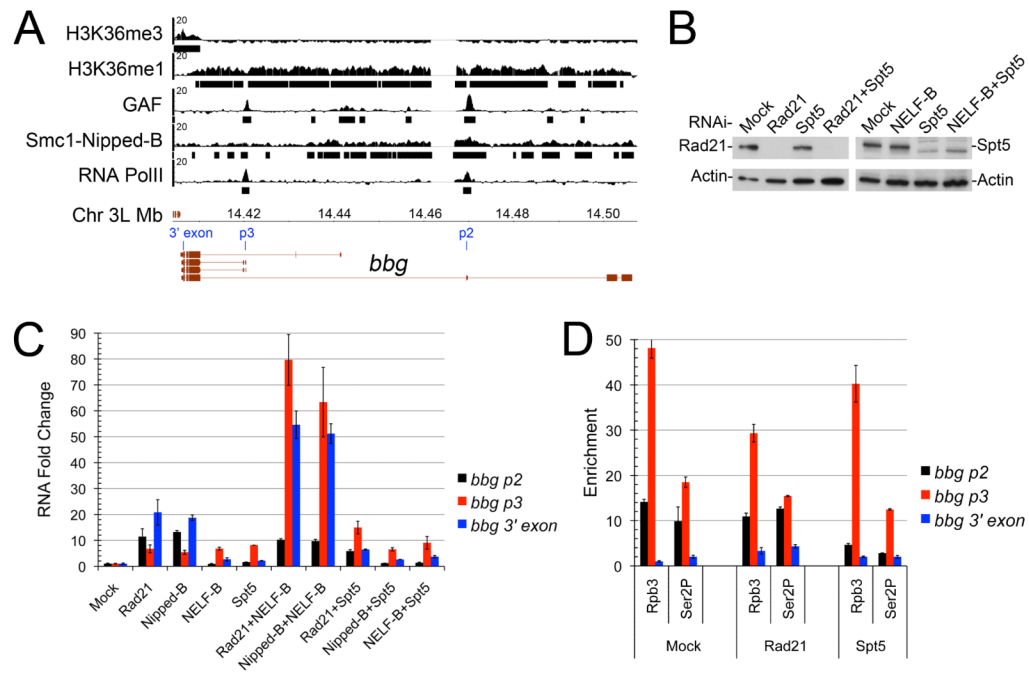 A
H3K36me3
20
H3K36me1
20
GAF
20
Smc1-Nipped-B
20
RNA PolII
20
Chr 3L Mb
14.42 14.44 14.46 14.48 14.50
3' exon p3 p2
bbg
B
RNAi-
Mock Rad21 Spt5 Rad21+Spt5 Mock NELF-B Spt5 NELF-B+Spt5
Rad21- -Spt5
Actin- -Actin
C
RNA Fold Change
90
80
70
60
50
40
30
20
10
0
Mock Rad21 Nipped-B NELF-B Spt5 Rad21+NELF-B Nipped-B+NELF-B Rad21+Spt5 Nipped-B+Spt5 NELF-B+Spt5
bbg p2
bbg p3
bbg 3' exon
D
Enrichment
50
40
30
20
10
0
Rpb3 Ser2P Rpb3 Ser2P Rpb3 Ser2P
Mock Rad21 Spt5
bbg p2
bbg p3
bbg 3' exon